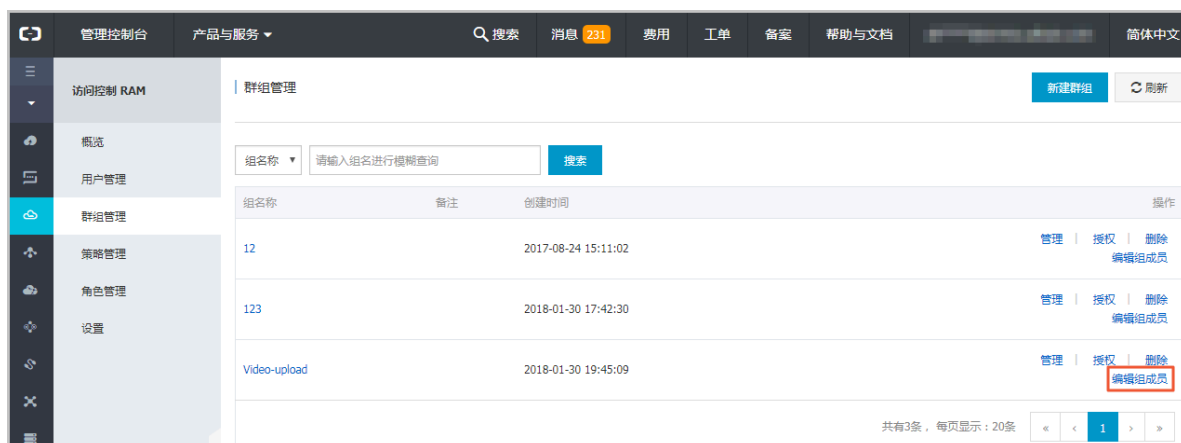 管理控制台 产品与服务 搜索 消息 231 费用 工单 备案 帮助与文档 简体中文
访问控制 RAM
概览
用户管理
群组管理
策略管理
角色管理
设置
群组管理 新建群组 刷新
组名称 请输入组名进行模糊查询 搜索
组名称 备注 创建时间 操作
12 2017-08-24 15:11:02 管理 授权 删除
编辑组成员
123 2018-01-30 17:42:30 管理 授权 删除
编辑组成员
Video-upload 2018-01-30 19:45:09 管理 授权 删除
编辑组成员
共有3条，每页显示：20条 « ‹ 1 › »